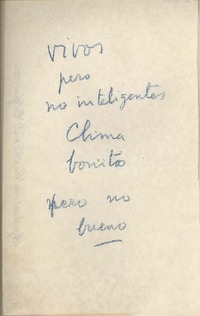 vivos
pero
no inteligentes
Clima
bonito
pero no
bueno